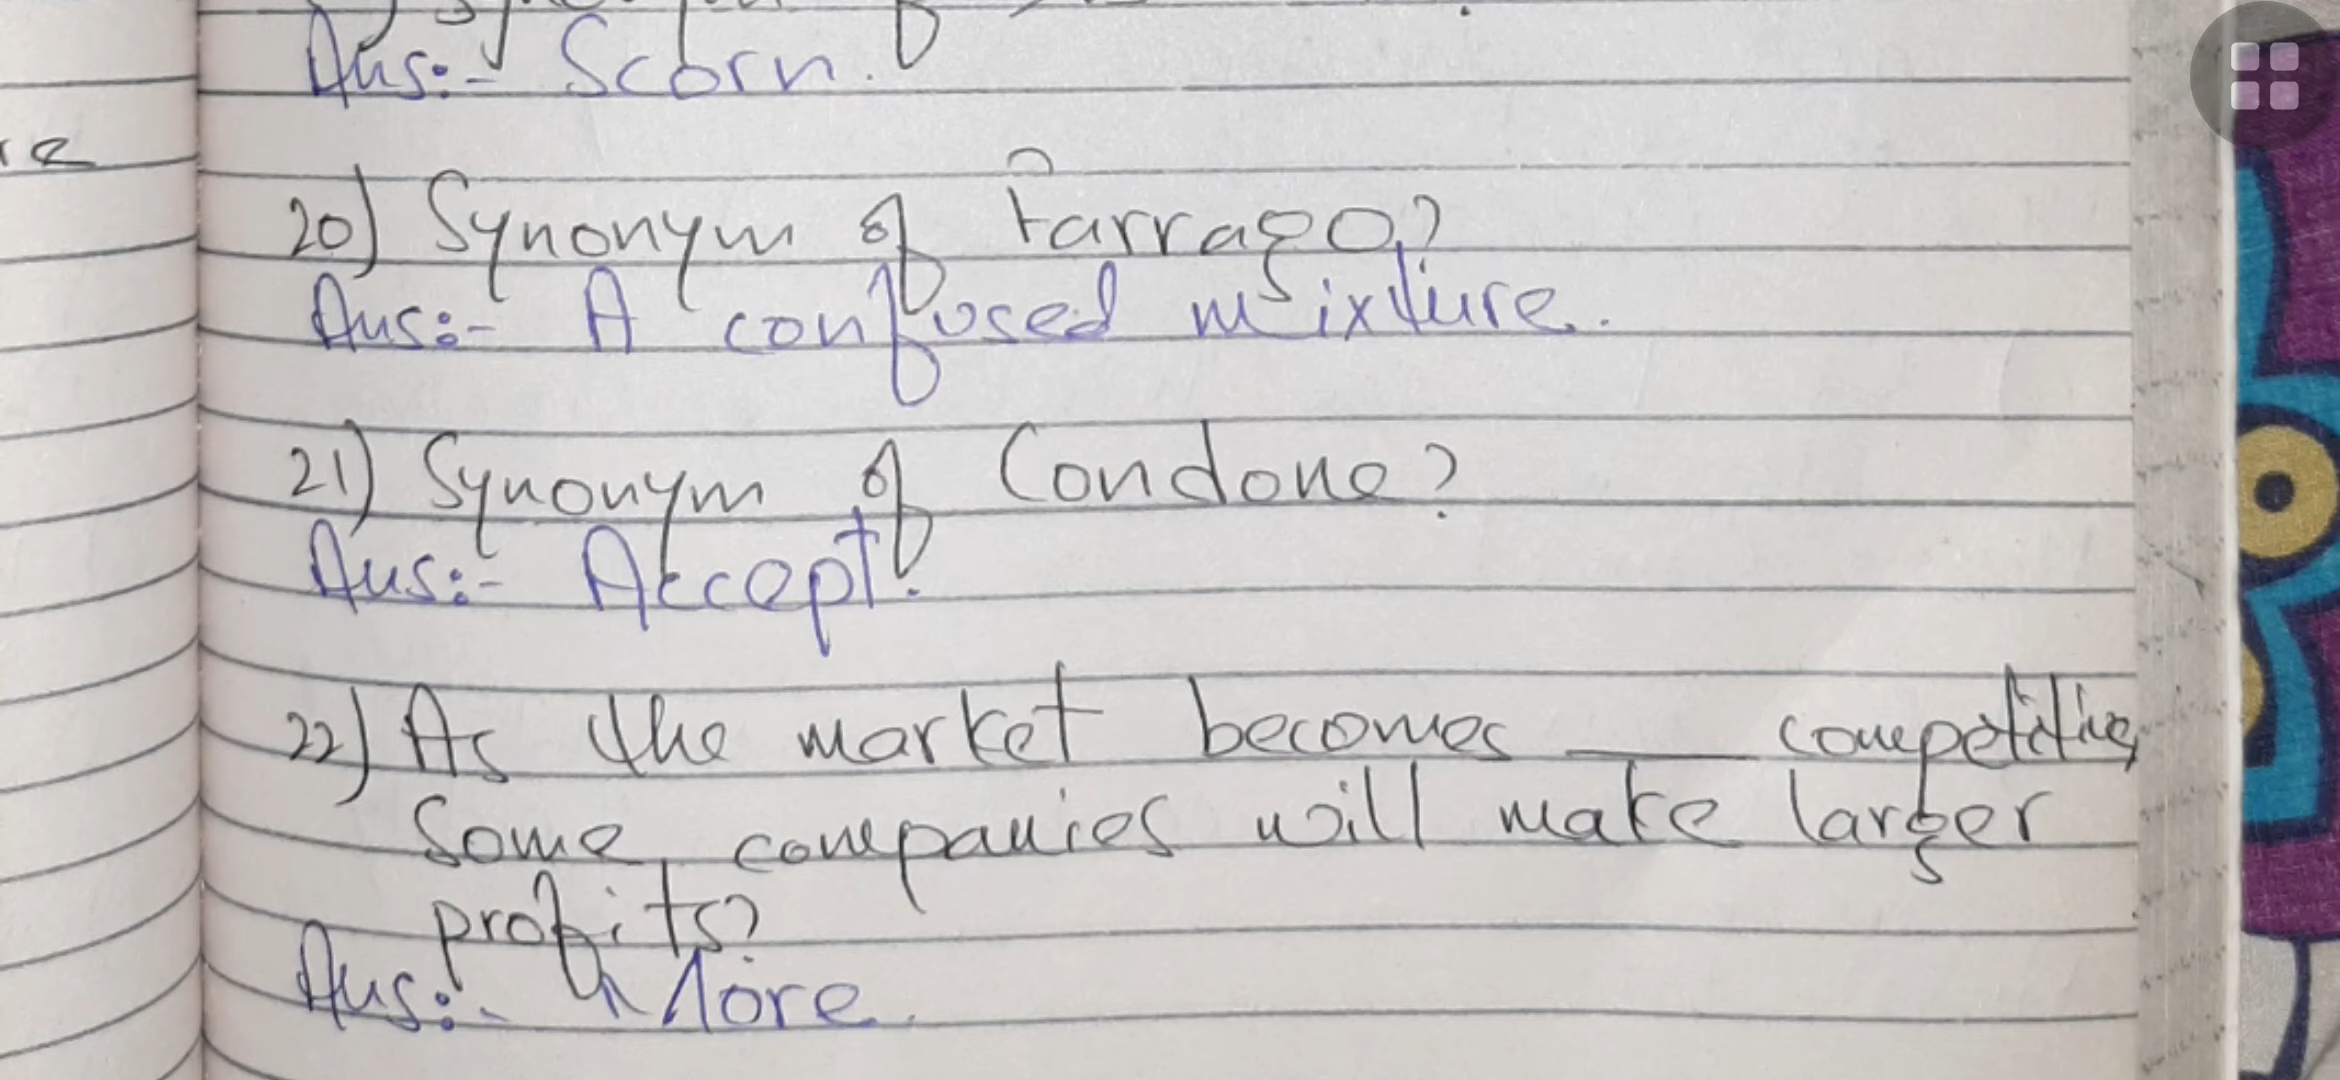 Ans:- Scorn.
20) Synonym of Farrago?
Ans:- A confused mixture.
21) Synonym of Condone?
Ans:- Accept.
22) As the market becomes ___ competitive,
Some companies will make larger
profits?
Ans:- More.